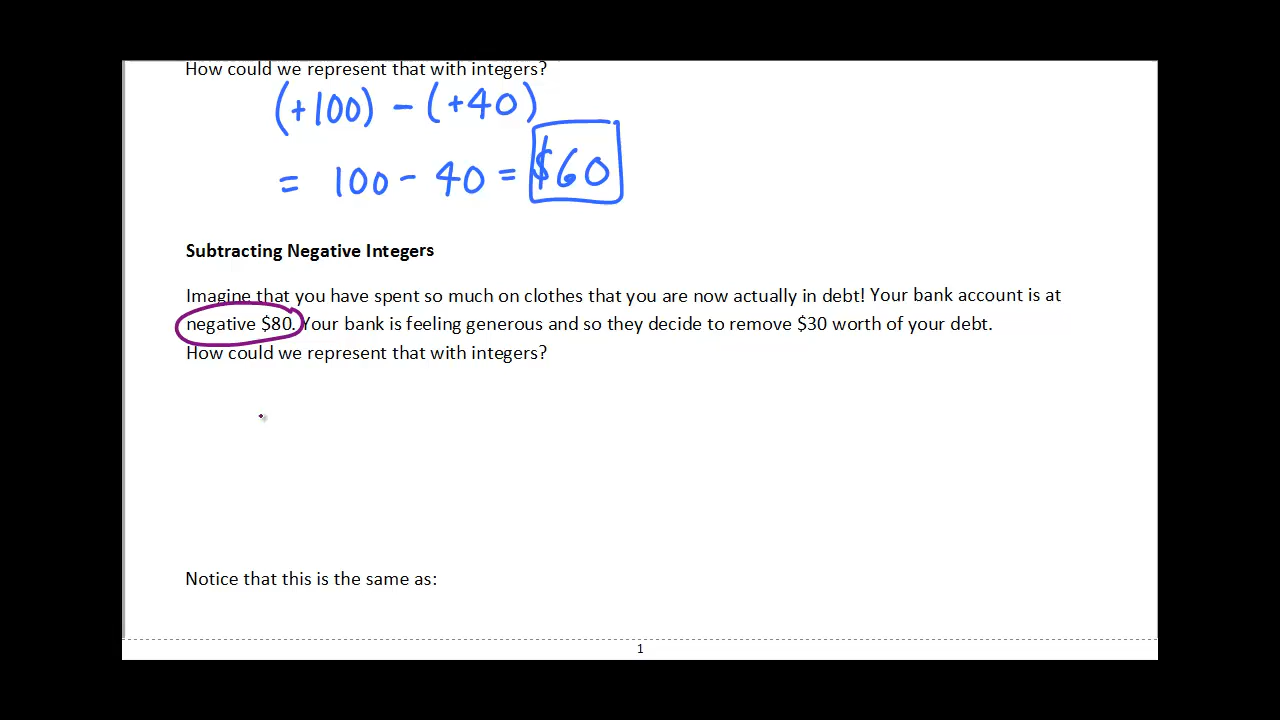 How could we represent that with integers?
(+100) - (+40)
= 100 - 40 = $60
Subtracting Negative Integers
Imagine that you have spent so much on clothes that you are now actually in debt! Your bank account is at
negative $80. Your bank is feeling generous and so they decide to remove $30 worth of your debt.
How could we represent that with integers?
Notice that this is the same as:
1